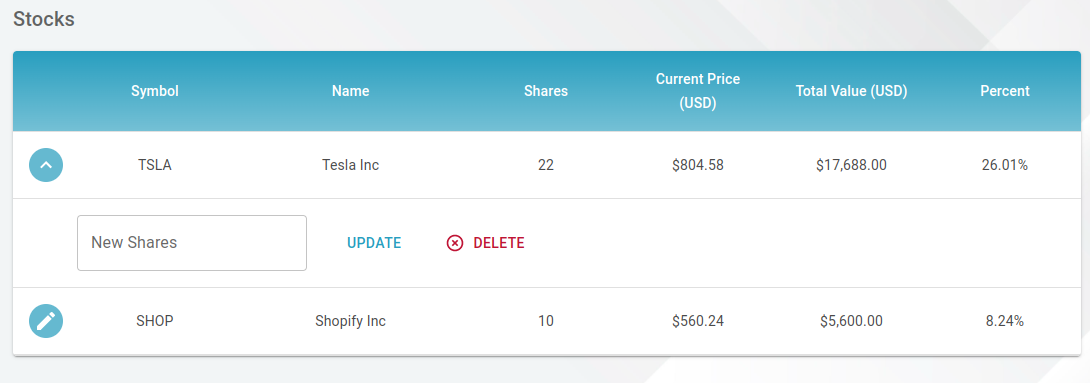 Stocks
Symbol Name Shares Current Price (USD) Total Value (USD) Percent
TSLA Tesla Inc 22 $804.58 $17,688.00 26.01%
New Shares UPDATE DELETE
SHOP Shopify Inc 10 $560.24 $5,600.00 8.24%